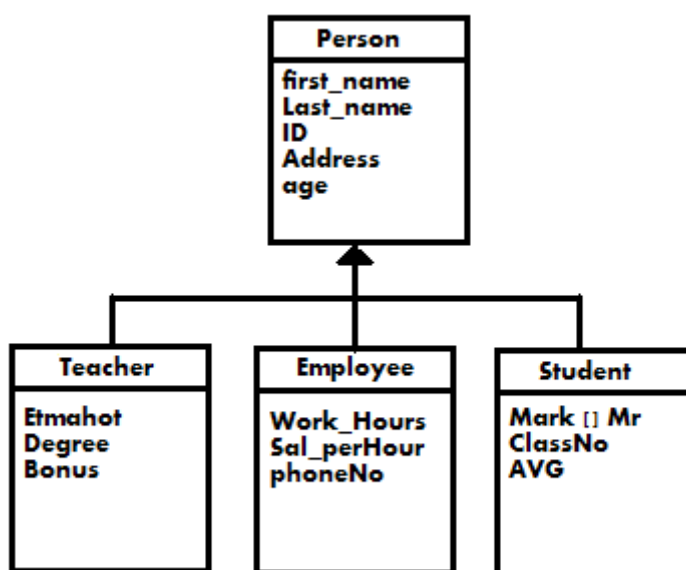 Person
first_name
Last_name
ID
Address
age
Teacher
Etmahot
Degree
Bonus
Employee
Work_Hours
Sal_perHour
phoneNo
Student
Mark [] Mr
ClassNo
AVG